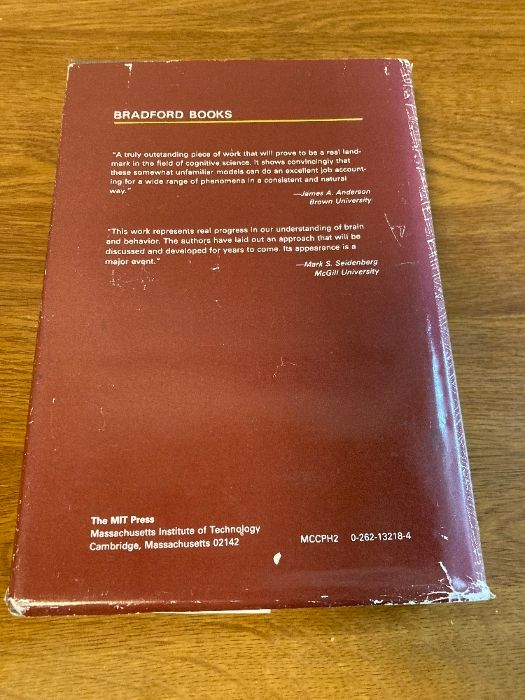 BRADFORD BOOKS
"A truly outstanding piece of work that will prove to be a real land-
mark in the field of cognitive science. It shows convincingly that
these somewhat unfamiliar models can do an excellent job account-
ing for a wide range of phenomena in a consistent and natural
way."
—James A. Anderson
Brown University
"This work represents real progress in our understanding of brain
and behavior. The authors have laid out an approach that will be
discussed and developed for years to come. Its appearance is a
major event."
—Mark S. Seidenberg
McGill University
The MIT Press
Massachusetts Institute of Technology
Cambridge, Massachusetts 02142
MCCPH2 0-262-13218-4